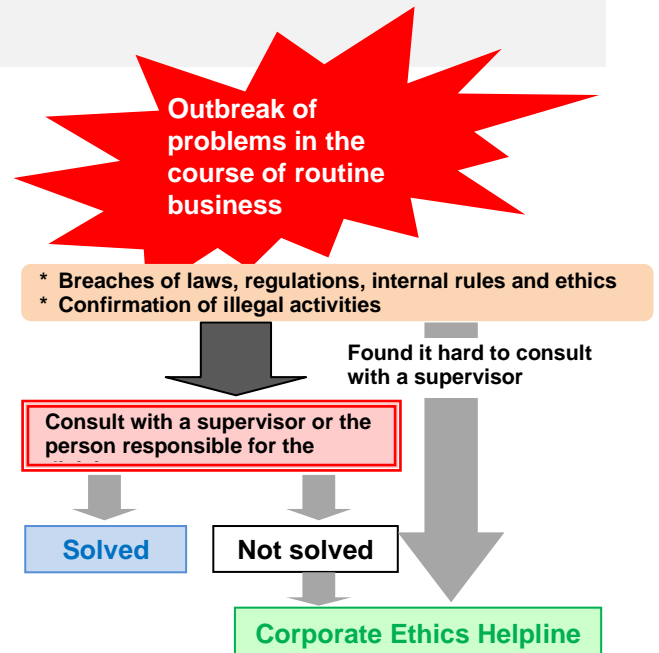 Outbreak of
problems in the
course of routine
business
* Breaches of laws, regulations, internal rules and ethics
* Confirmation of illegal activities
Found it hard to consult
with a supervisor
Consult with a supervisor or the
person responsible for the
Solved
Not solved
Corporate Ethics Helpline